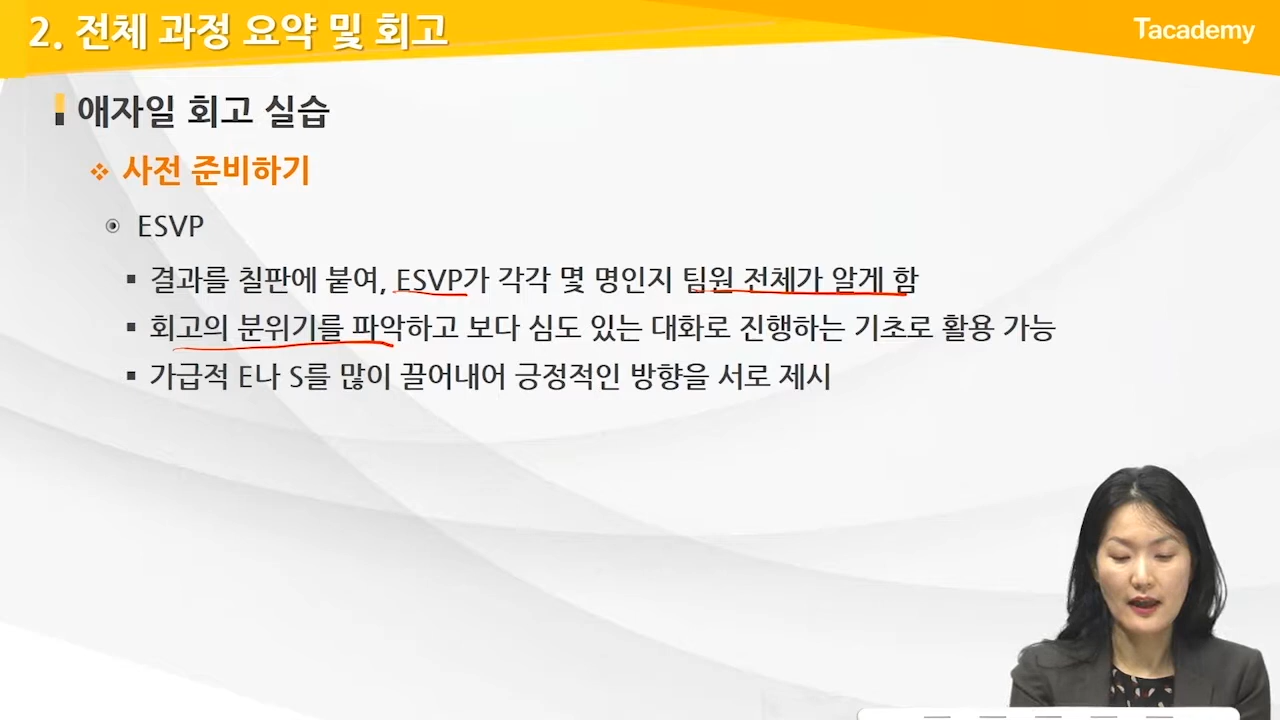 2. 전체 과정 요약 및 회고
Tacademy
애자일 회고 실습
사전 준비하기
ESVP
결과를 칠판에 붙여, ESVP가 각각 몇 명인지 팀원 전체가 알게 함
회고의 분위기를 파악하고 보다 심도 있는 대화로 진행하는 기초로 활용 가능
가급적 E나 S를 많이 끌어내어 긍정적인 방향을 서로 제시